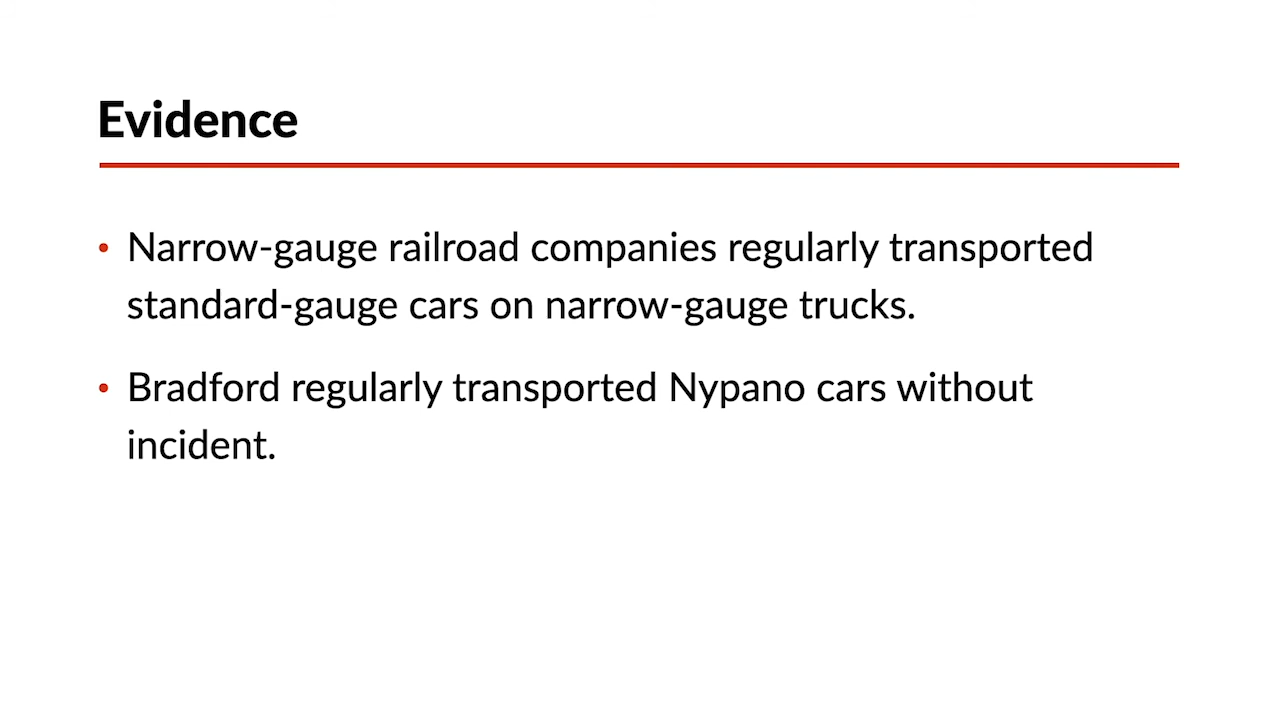 Evidence
• Narrow-gauge railroad companies regularly transported
standard-gauge cars on narrow-gauge trucks.
• Bradford regularly transported Nypano cars without
incident.